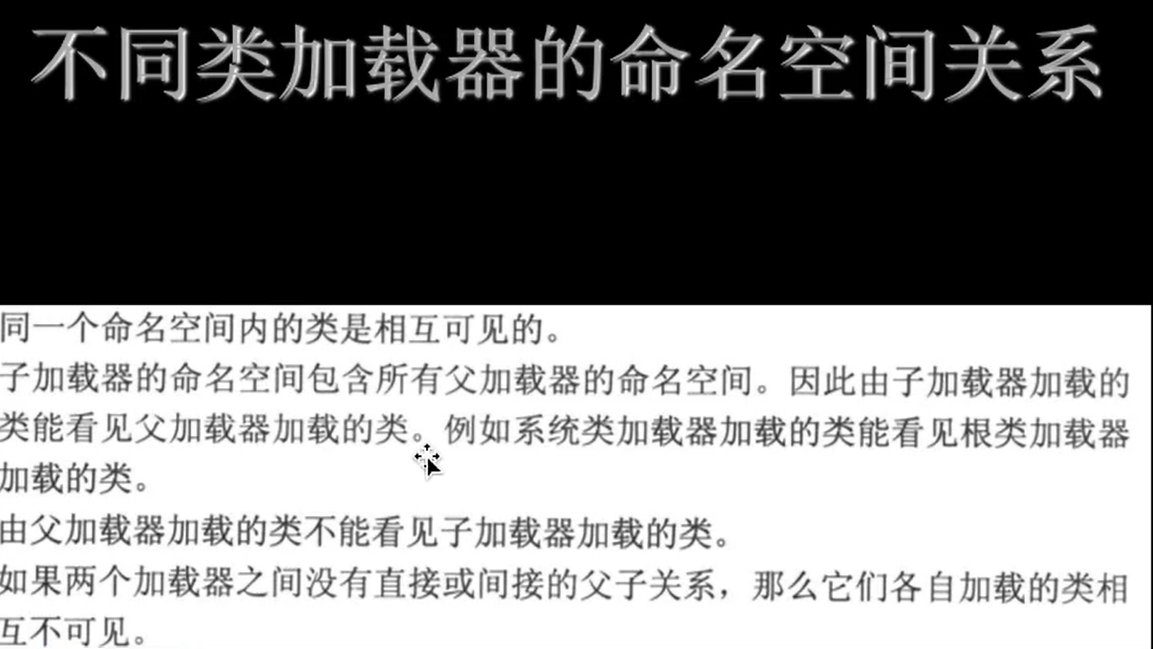 不同类加载器的命名空间关系
同一个命名空间内的类是相互可见的。
子加载器的命名空间包含所有父加载器的命名空间。因此由子加载器加载的
类能看见父加载器加载的类。例如系统类加载器加载的类能看见根类加载器
加载的类。
由父加载器加载的类不能看见子加载器加载的类。
如果两个加载器之间没有直接或间接的父子关系，那么它们各自加载的类相
互不可见。